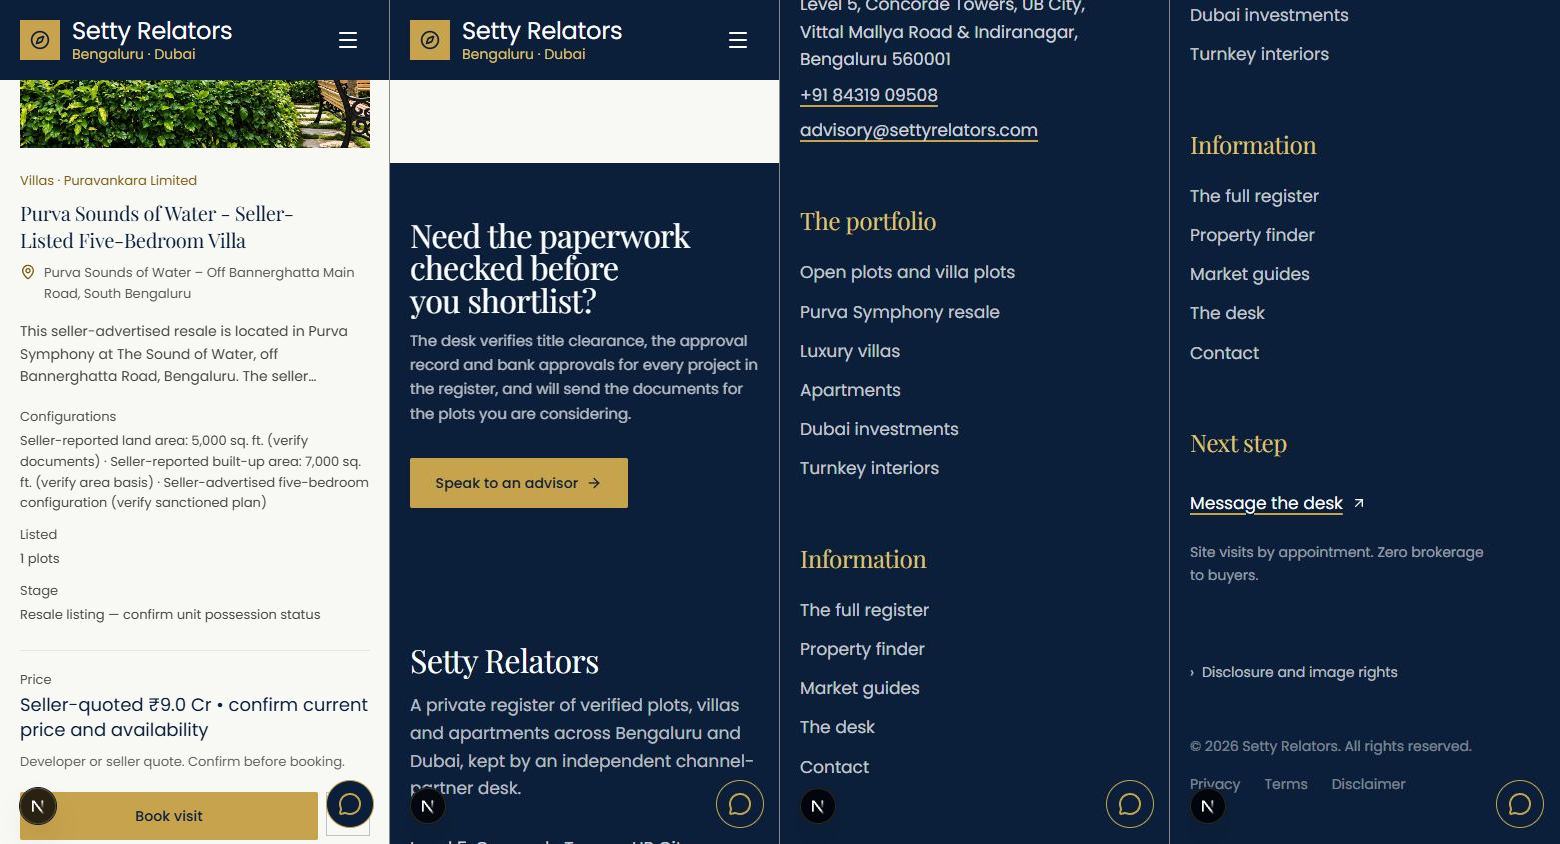 Setty Relators
Bengaluru · Dubai
Villas · Puravankara Limited
Purva Sounds of Water - Seller-
Listed Five-Bedroom Villa
Purva Sounds of Water – Off Bannerghatta Main
Road, South Bengaluru
This seller-advertised resale is located in Purva
Symphony at The Sound of Water, off
Bannerghatta Road, Bengaluru. The seller…
Configurations
Seller-reported land area: 5,000 sq. ft. (verify
documents) · Seller-reported built-up area: 7,000 sq.
ft. (verify area basis) · Seller-advertised five-bedroom
configuration (verify sanctioned plan)
Listed
1 plots
Stage
Resale listing — confirm unit possession status
Price
Seller-quoted ₹9.0 Cr • confirm current
price and availability
Developer or seller quote. Confirm before booking.
N
Book visit
Setty Relators
Bengaluru · Dubai
Need the paperwork
checked before
you shortlist?
The desk verifies title clearance, the approval
record and bank approvals for every project in
the register, and will send the documents for
the plots you are considering.
Speak to an advisor →
Setty Relators
A private register of verified plots, villas
and apartments across Bengaluru and
Dubai, kept by an independent channel-
partner desk.
N
Level 5, Concorde Towers, UB City,
Level 5, Concorde Towers, UB City,
Vittal Mallya Road & Indiranagar,
Bengaluru 560001
+91 84319 09508
advisory@settyrelators.com
The portfolio
Open plots and villa plots
Purva Symphony resale
Luxury villas
Apartments
Dubai investments
Turnkey interiors
Information
The full register
Property finder
Market guides
The desk
Contact
N
Dubai investments
Turnkey interiors
Information
The full register
Property finder
Market guides
The desk
Contact
Next step
Message the desk ↗
Site visits by appointment. Zero brokerage
to buyers.
› Disclosure and image rights
© 2026 Setty Relators. All rights reserved.
Privacy Terms Disclaimer
N